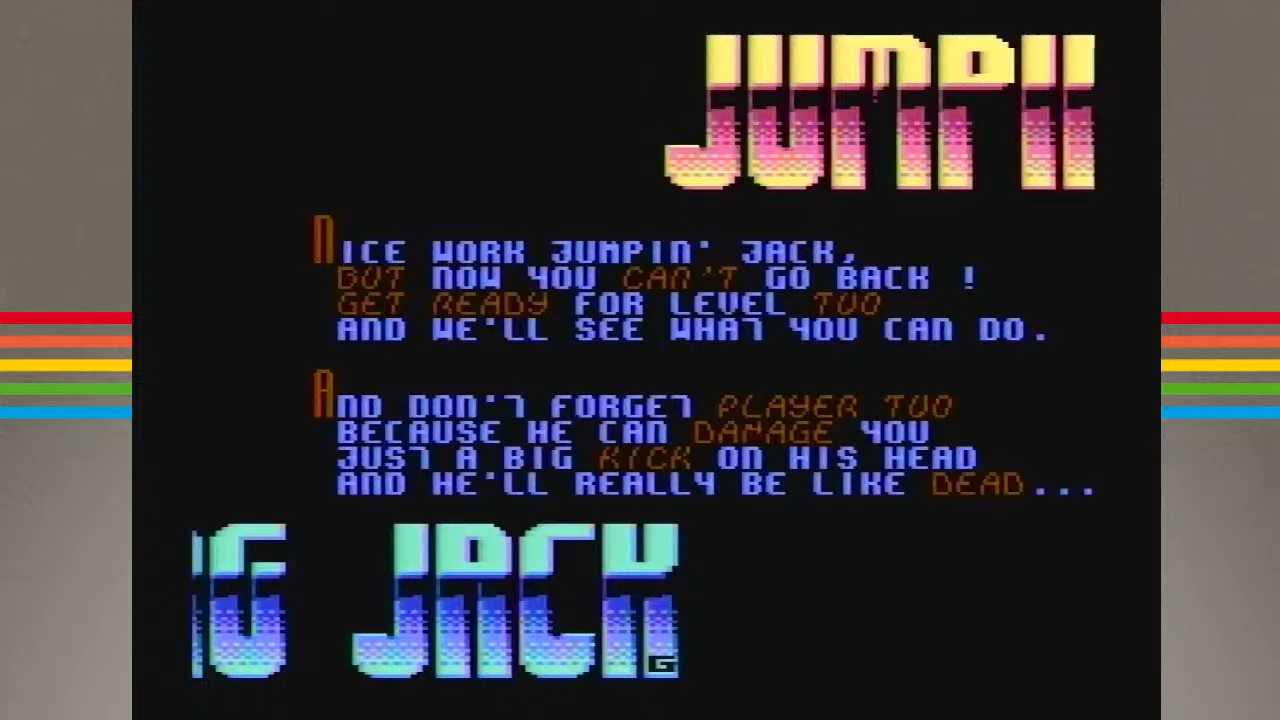 JUMPI
NICE WORK JUMPIN' JACK,
BUT NOW YOU CAN'T GO BACK !
GET READY FOR LEVEL TWO
AND WE'LL SEE WHAT YOU CAN DO.
AND DON'T FORGET PLAYER TWO
BECAUSE HE CAN DAMAGE YOU
JUST A BIG KICK ON HIS HEAD
AND HE'LL REALLY BE LIKE DEAD...
G JACK
G